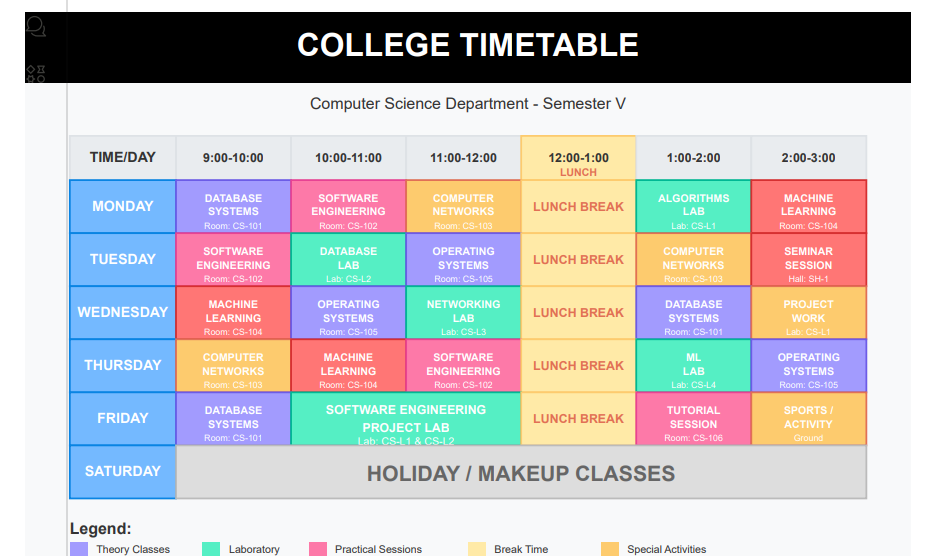 COLLEGE TIMETABLE
Computer Science Department - Semester V
TIME/DAY 9:00-10:00 10:00-11:00 11:00-12:00 12:00-1:00 1:00-2:00 2:00-3:00
LUNCH
MONDAY DATABASE SYSTEMS Room: CS-101 SOFTWARE ENGINEERING Room: CS-102 COMPUTER NETWORKS Room: CS-103 LUNCH BREAK ALGORITHMS LAB Lab: CS-L1 MACHINE LEARNING Room: CS-104
TUESDAY SOFTWARE ENGINEERING Room: CS-102 DATABASE LAB Lab: CS-L2 OPERATING SYSTEMS Room: CS-105 LUNCH BREAK COMPUTER NETWORKS Room: CS-103 SEMINAR SESSION Hall: SH-1
WEDNESDAY MACHINE LEARNING Room: CS-104 OPERATING SYSTEMS Room: CS-105 NETWORKING LAB Lab: CS-L3 LUNCH BREAK DATABASE SYSTEMS Room: CS-101 PROJECT WORK Lab: CS-L1
THURSDAY COMPUTER NETWORKS Room: CS-103 MACHINE LEARNING Room: CS-104 SOFTWARE ENGINEERING Room: CS-102 LUNCH BREAK ML LAB Lab: CS-L4 OPERATING SYSTEMS Room: CS-105
FRIDAY DATABASE SYSTEMS Room: CS-101 SOFTWARE ENGINEERING PROJECT LAB Lab: CS-L1 & CS-L2 LUNCH BREAK TUTORIAL SESSION Room: CS-106 SPORTS / ACTIVITY Ground
SATURDAY HOLIDAY / MAKEUP CLASSES
Legend:
Theory Classes Laboratory Practical Sessions Break Time Special Activities